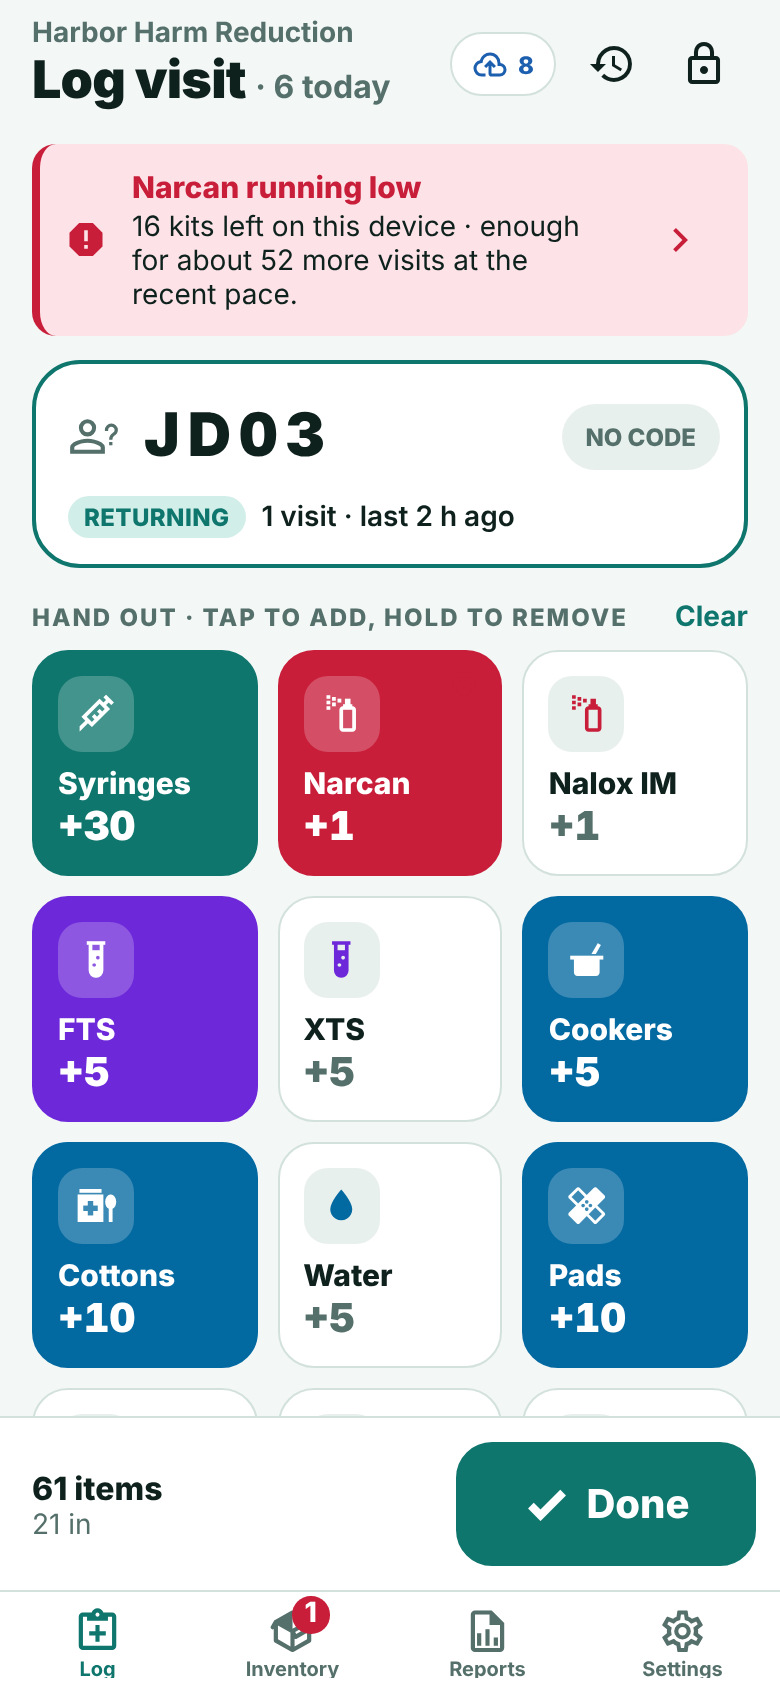 Harbor Harm Reduction
Log visit · 6 today
8
Narcan running low
16 kits left on this device · enough
for about 52 more visits at the
recent pace.
JD03
NO CODE
RETURNING 1 visit · last 2 h ago
HAND OUT · TAP TO ADD, HOLD TO REMOVE Clear
Syringes
+30
Narcan
+1
Nalox IM
+1
FTS
+5
XTS
+5
Cookers
+5
Cottons
+10
Water
+5
Pads
+10
61 items
21 in
Done
1
Log
Inventory
Reports
Settings